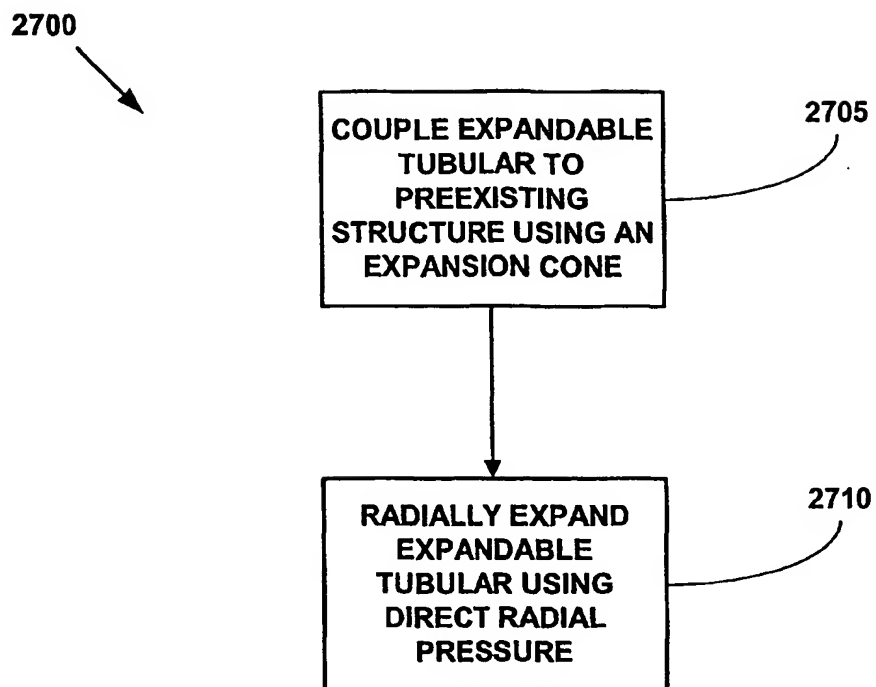 2700
2705
COUPLE EXPANDABLE
TUBULAR TO
PREEXISTING
STRUCTURE USING AN
EXPANSION CONE
2710
RADIALLY EXPAND
EXPANDABLE
TUBULAR USING
DIRECT RADIAL
PRESSURE